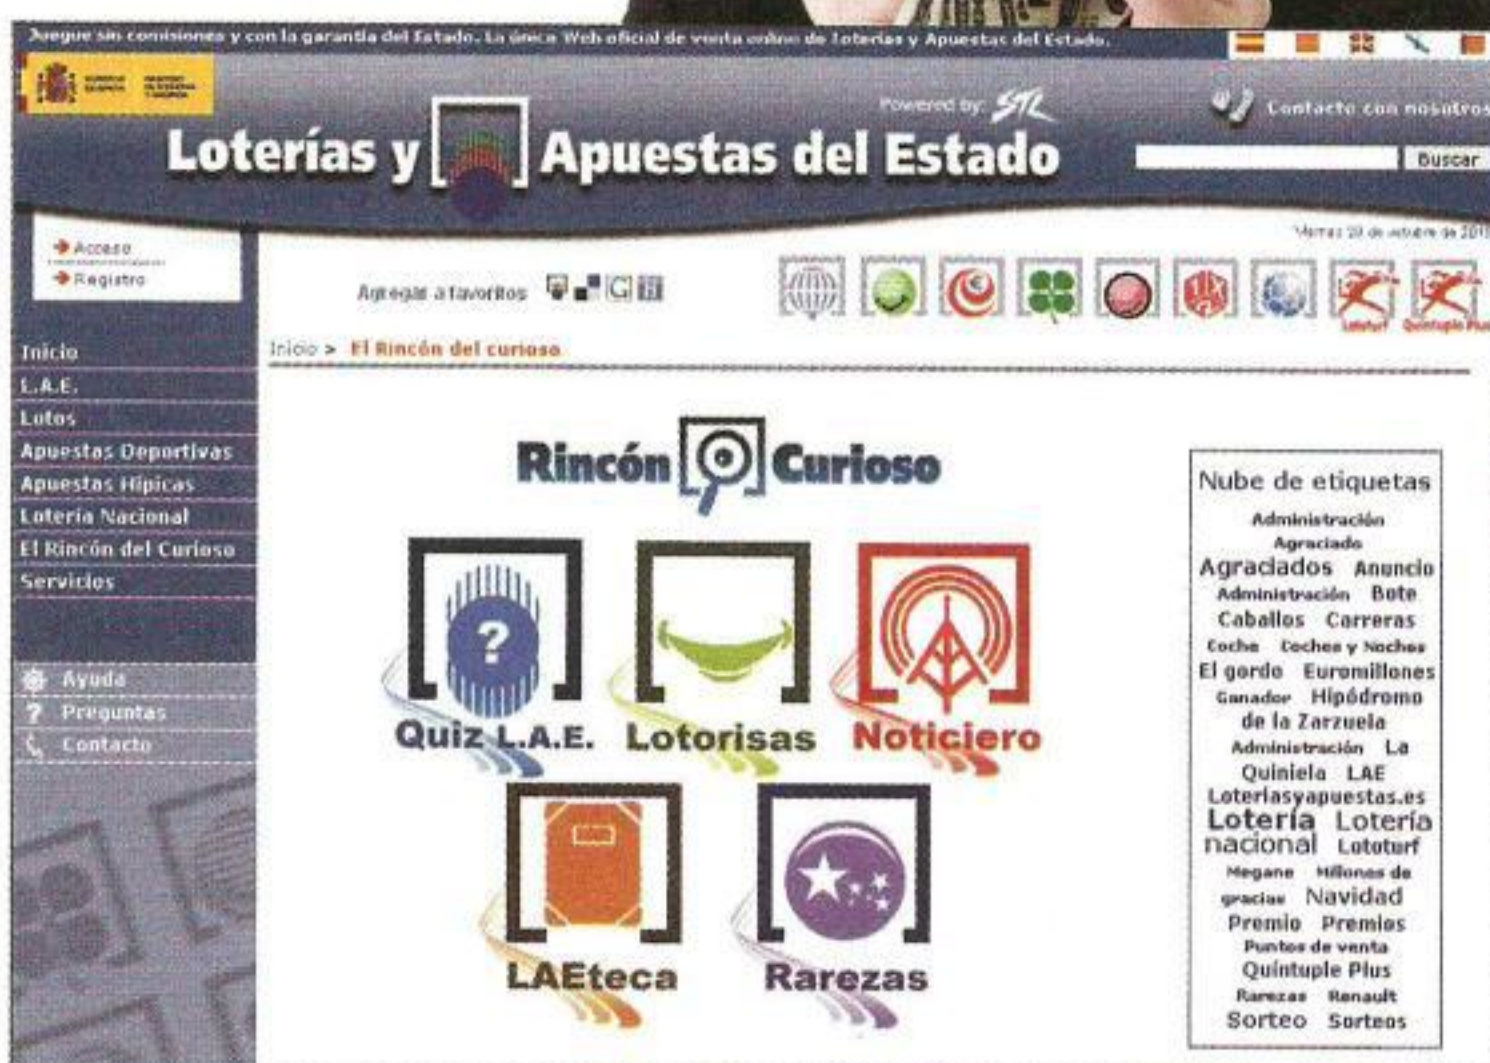 Juegue sin comisiones y con la garantía del Estado. La única Web oficial de venta online de Loterías y Apuestas del Estado.
Powered by: STL
Contacte con nosotros
Loterías y Apuestas del Estado
Buscar
Acceso
Registro
Agregar a favoritos
Lototurf
Quintuple Plus
Inicio > El Rincón del curioso
Inicio
L.A.E.
Lotos
Apuestas Deportivas
Apuestas Hípicas
Lotería Nacional
El Rincón del Curioso
Servicios
Ayuda
? Preguntas
Contacto
Rincón Curioso
?
Quiz L.A.E.
Lotorisas
Noticiero
LAEteca
Rarezas
Nube de etiquetas
Administración
Agraciado
Agraciados Anuncio
Administración Bote
Caballos Carreras
Coche Coches y Noches
El gordo Euromillones
Ganador Hipódromo
de la Zarzuela
Administración La
Quiniela LAE
Loteriasyapuestas.es
Lotería Lotería
nacional Lototurf
Megane Millones de
gracias Navidad
Premio Premios
Puntos de venta
Quintuple Plus
Rarezas Renault
Sorteo Sorteos